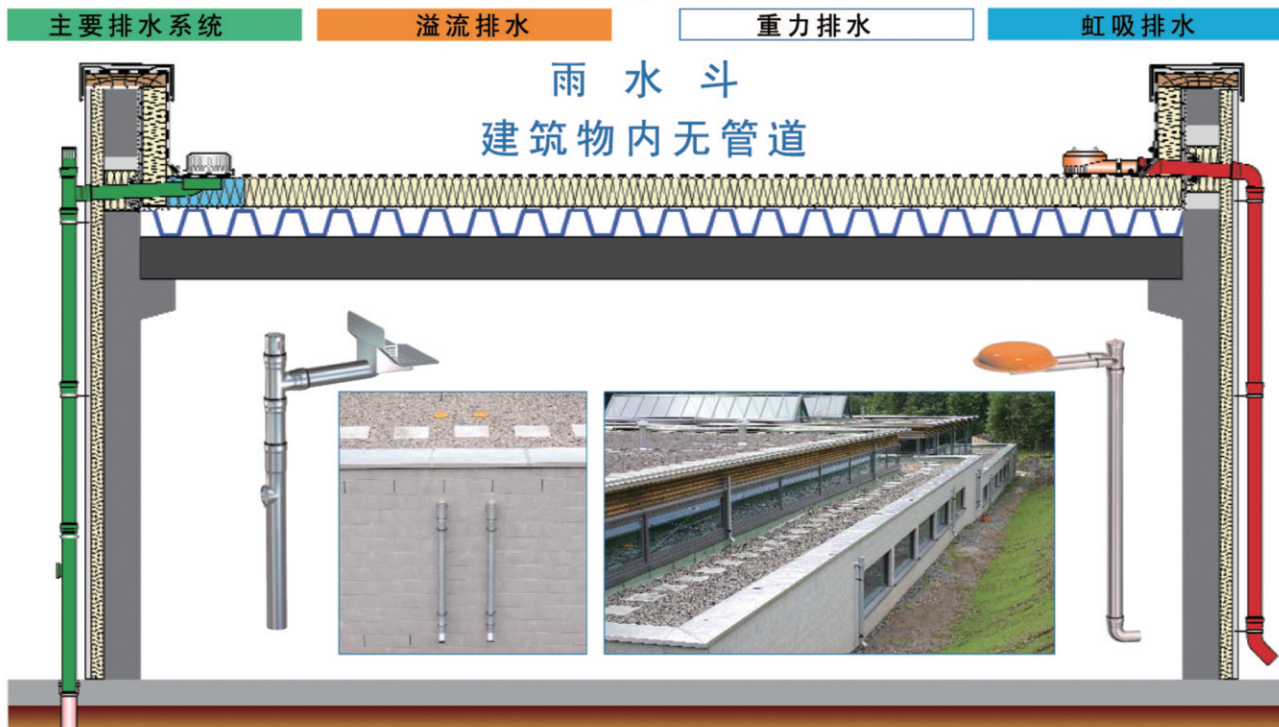 主要排水系统
溢流排水
重力排水
虹吸排水
雨水斗
建筑物内无管道